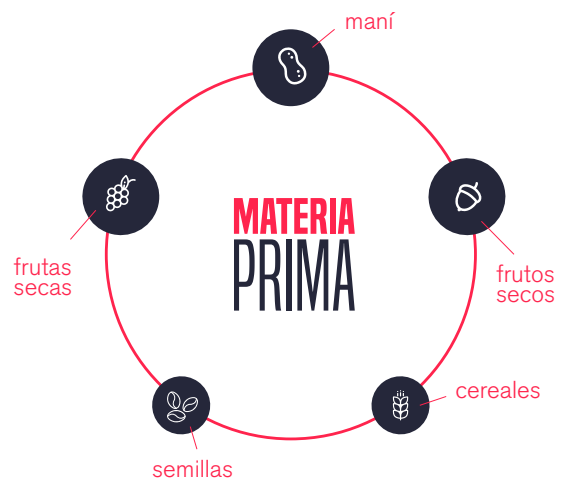 maní
MATERIA
PRIMA
frutas
secas
frutos
secos
cereales
semillas